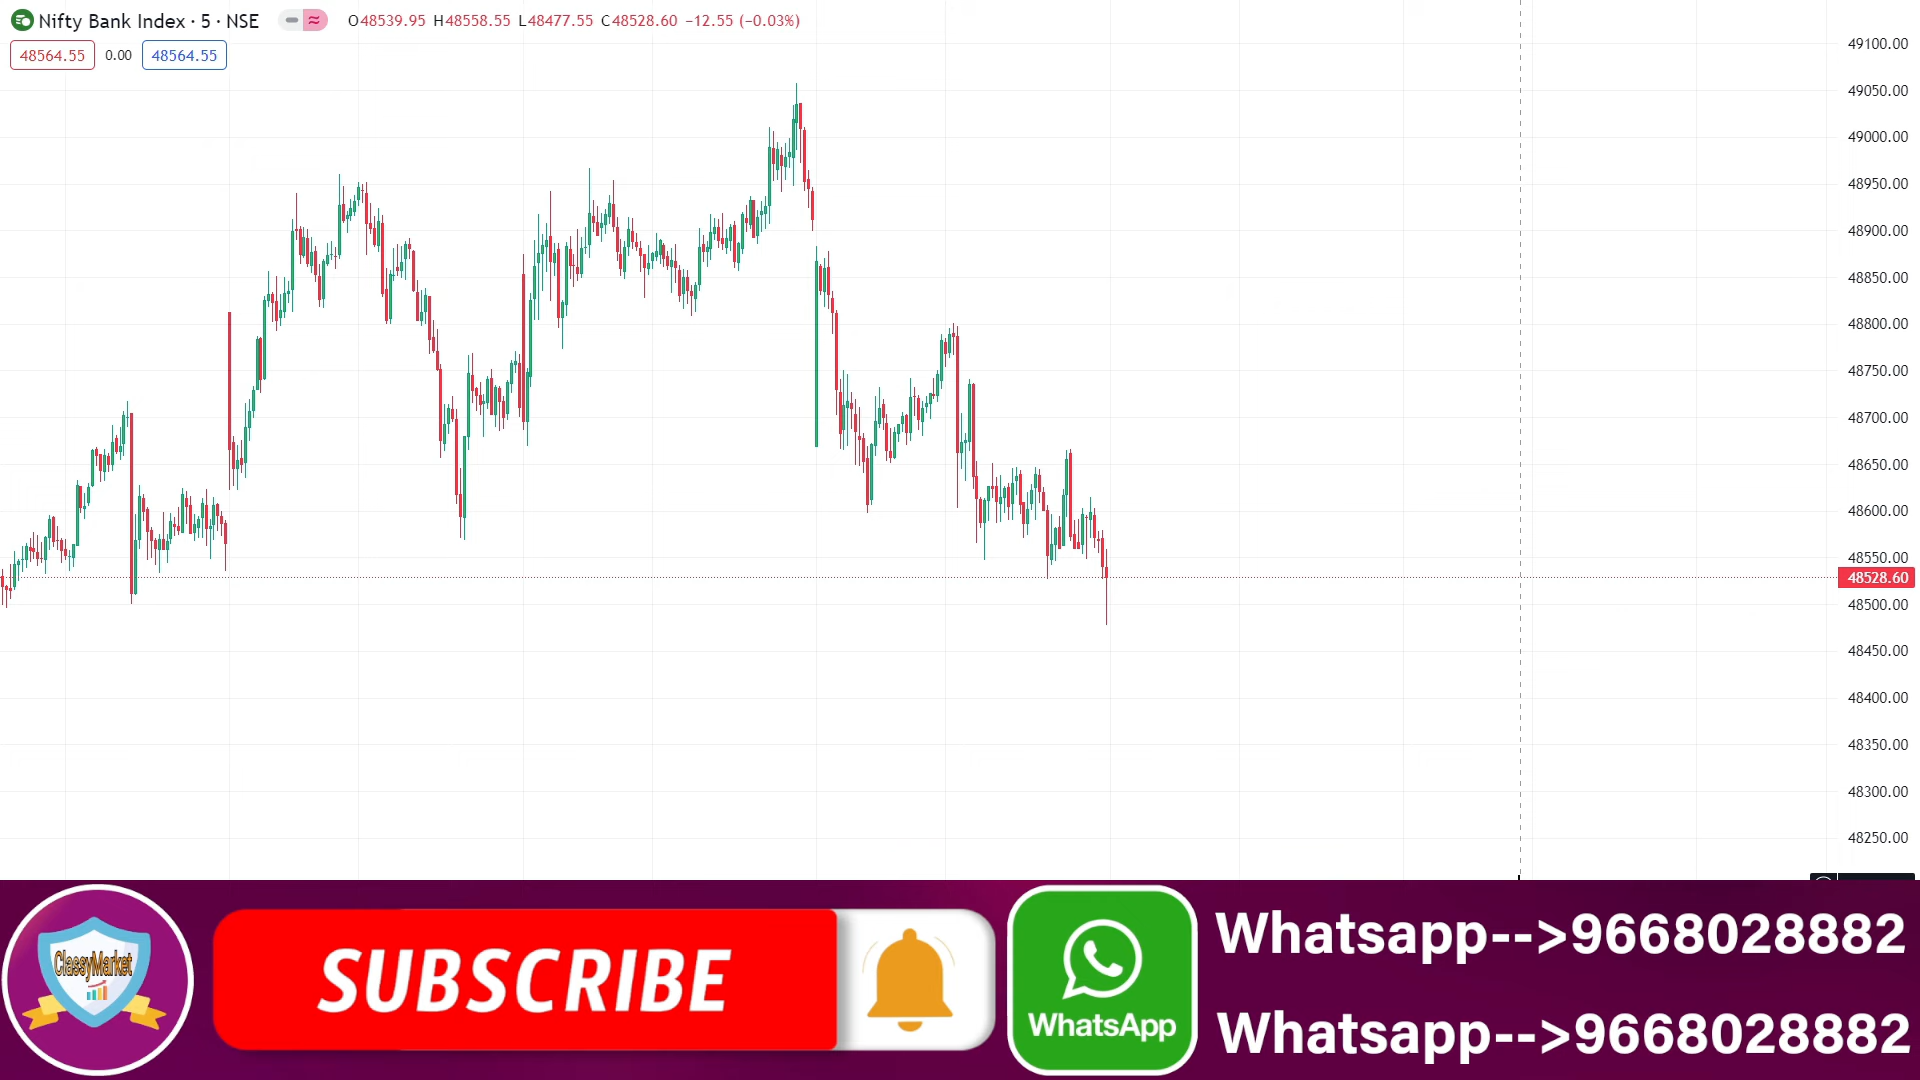 Nifty Bank Index · 5 · NSE O48539.95 H48558.55 L48477.55 C48528.60 −12.55 (−0.03%)
48564.55 0.00 48564.55
49100.00
49050.00
49000.00
48950.00
48900.00
48850.00
48800.00
48750.00
48700.00
48650.00
48600.00
48550.00
48528.60
48500.00
48450.00
48400.00
48350.00
48300.00
48250.00
ClassyMarket
SUBSCRIBE
WhatsApp
Whatsapp-->9668028882
Whatsapp-->9668028882